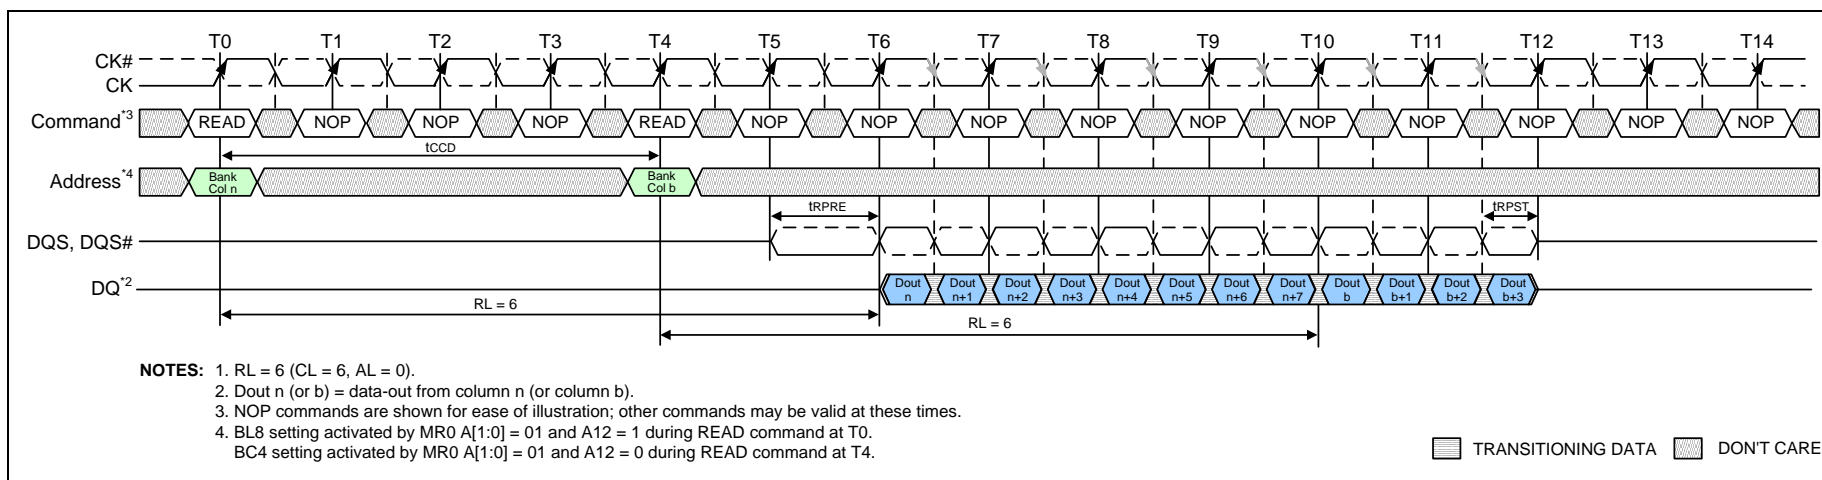 T0 T1 T2 T3 T4 T5 T6 T7 T8 T9 T10 T11 T12 T13 T14
CK#
CK
Command*3 READ NOP NOP NOP READ NOP NOP NOP NOP NOP NOP NOP NOP NOP NOP
tCCD
Address*4 Bank Col n Bank Col b
tRPRE tRPST
DQS, DQS#
DQ*2 Dout n Dout n+1 Dout n+2 Dout n+3 Dout n+4 Dout n+5 Dout n+6 Dout n+7 Dout b Dout b+1 Dout b+2 Dout b+3
RL = 6
RL = 6
NOTES: 1. RL = 6 (CL = 6, AL = 0).
2. Dout n (or b) = data-out from column n (or column b).
3. NOP commands are shown for ease of illustration; other commands may be valid at these times.
4. BL8 setting activated by MR0 A[1:0] = 01 and A12 = 1 during READ command at T0.
BC4 setting activated by MR0 A[1:0] = 01 and A12 = 0 during READ command at T4.
TRANSITIONING DATA DON'T CARE